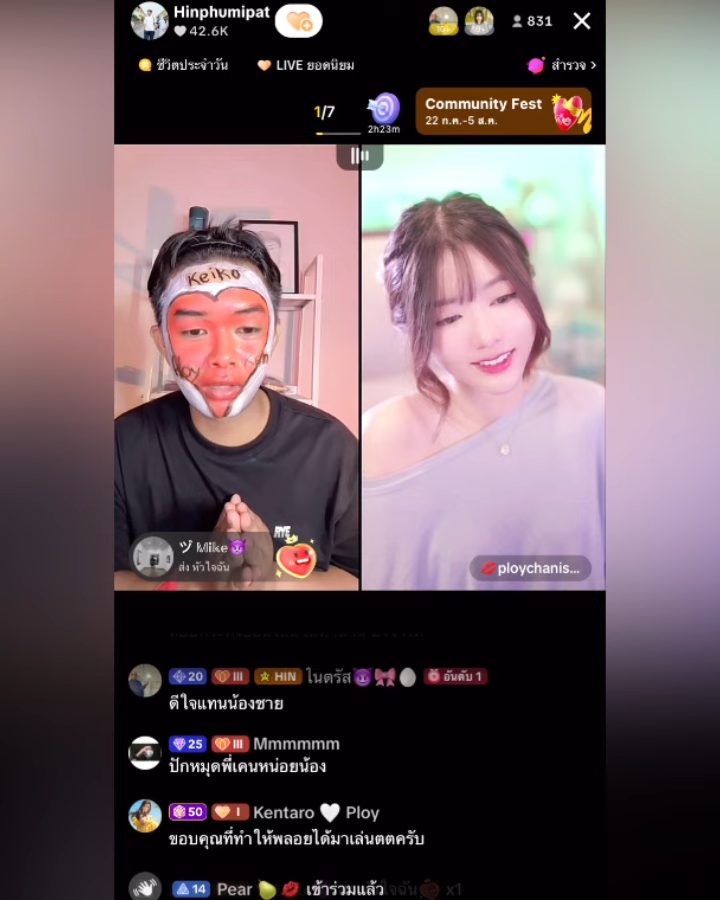 Hinphumipat
42.6K
831
ชีวิตประจำวัน
LIVE ยอดนิยม
สำรวจ
1/7
2h23m
Community Fest
22 ก.ค.-5 ส.ค.
Keiko
loy
RYE
ヅ Mike
ส่ง หัวใจฉัน
ploychanis...
20 III HIN ไนตรัส อันดับ 1
ดีใจแทนน้องชาย
25 III Mmmmmm
ปักหมุดพี่เคนหน่อยน้อง
50 I Kentaro 🤍 Ploy
ขอบคุณที่ทำให้พลอยได้มาเล่นตตครับ
14 Pear 🍐 💋 เข้าร่วมแล้ว
x1